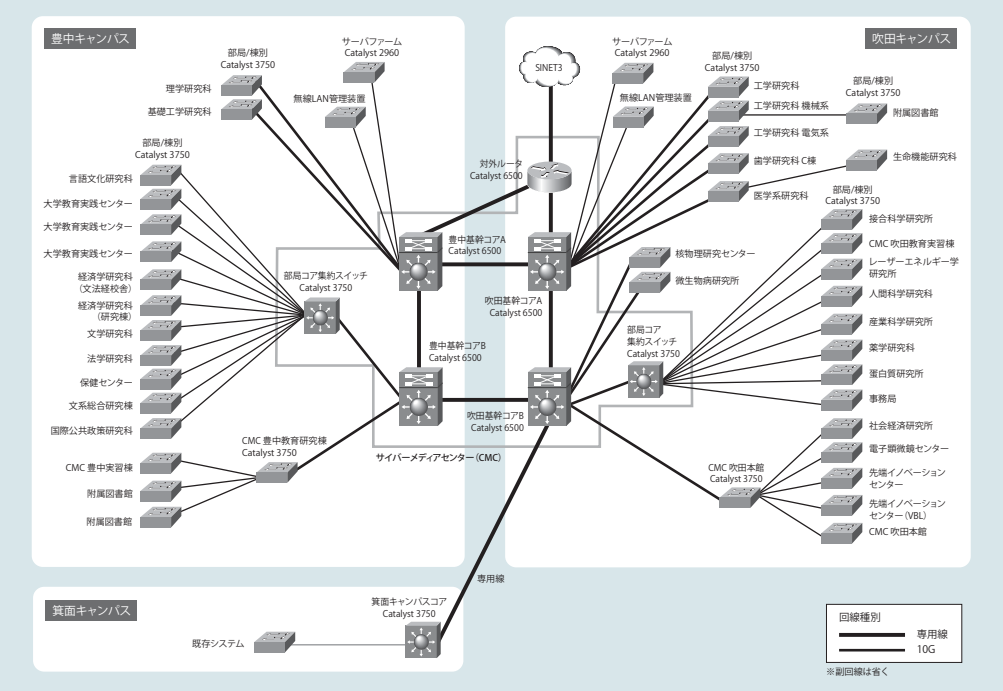 豊中キャンパス
部局/棟別
Catalyst 3750
理学研究科
基礎工学研究科
サーバファーム
Catalyst 2960
無線LAN管理装置
部局/棟別
Catalyst 3750
言語文化研究科
大学教育実践センター
大学教育実践センター
大学教育実践センター
経済学研究科
(文法経校舎)
経済学研究科
(研究棟)
文学研究科
法学研究科
保健センター
文系総合研究棟
国際公共政策研究科
部局コア集約スイッチ
Catalyst 3750
豊中基幹コアA
Catalyst 6500
豊中基幹コアB
Catalyst 6500
CMC 豊中教育研究棟
Catalyst 3750
CMC 豊中実習棟
附属図書館
附属図書館
サイバーメディアセンター (CMC)
吹田キャンパス
SINET3
対外ルータ
Catalyst 6500
サーバファーム
Catalyst 2960
無線LAN管理装置
部局/棟別
Catalyst 3750
工学研究科
工学研究科 機械系
工学研究科 電気系
歯学研究科 C棟
医学系研究科
部局/棟別
Catalyst 3750
附属図書館
生命機能研究科
吹田基幹コアA
Catalyst 6500
核物理研究センター
微生物病研究所
部局コア
集約スイッチ
Catalyst 3750
部局/棟別
Catalyst 3750
接合科学研究所
CMC 吹田教育実習棟
レーザーエネルギー学
研究所
人間科学研究科
産業科学研究所
薬学研究科
蛋白質研究所
事務局
吹田基幹コアB
Catalyst 6500
CMC 吹田本館
Catalyst 3750
社会経済研究所
電子顕微鏡センター
先端イノベーション
センター
先端イノベーション
センター (VBL)
CMC 吹田本館
専用線
箕面キャンパス
箕面キャンパスコア
Catalyst 3750
既存システム
回線種別
専用線
10G
※副回線は省く